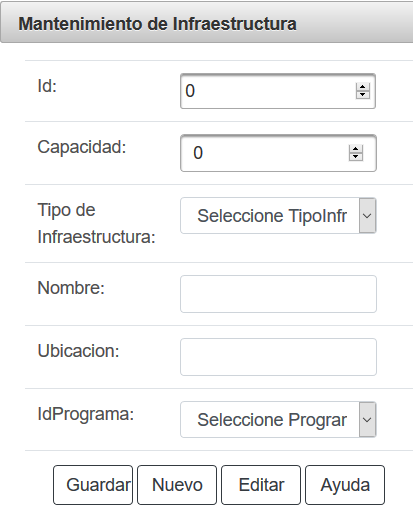 Mantenimiento de Infraestructura
Id:
0
Capacidad:
0
Tipo de
Infraestructura:
Seleccione TipoInfr
Nombre:
Ubicacion:
IdPrograma:
Seleccione Prograr
Guardar Nuevo Editar Ayuda